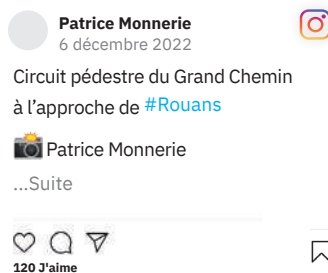 Patrice Monnerie
6 décembre 2022
Circuit pédestre du Grand Chemin
à l’approche de #Rouans
📸 Patrice Monnerie
...Suite
120 J'aime